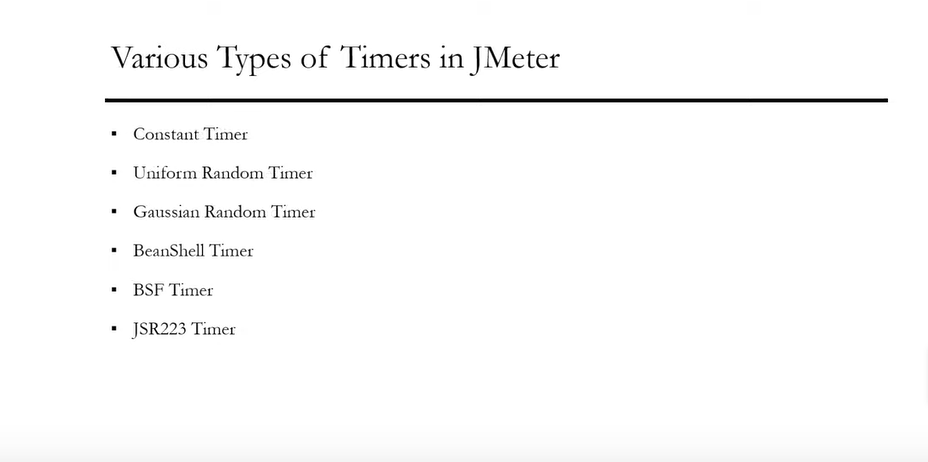 Various Types of Timers in JMeter
▪ Constant Timer
▪ Uniform Random Timer
▪ Gaussian Random Timer
▪ BeanShell Timer
▪ BSF Timer
▪ JSR223 Timer